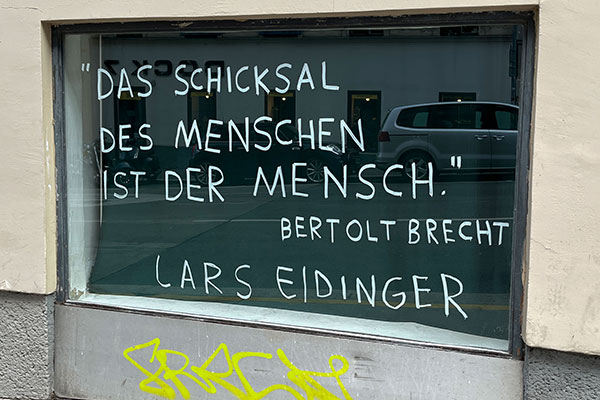 "DAS SCHICKSAL
DES MENSCHEN
IST DER MENSCH."
BERTOLT BRECHT
LARS EIDINGER